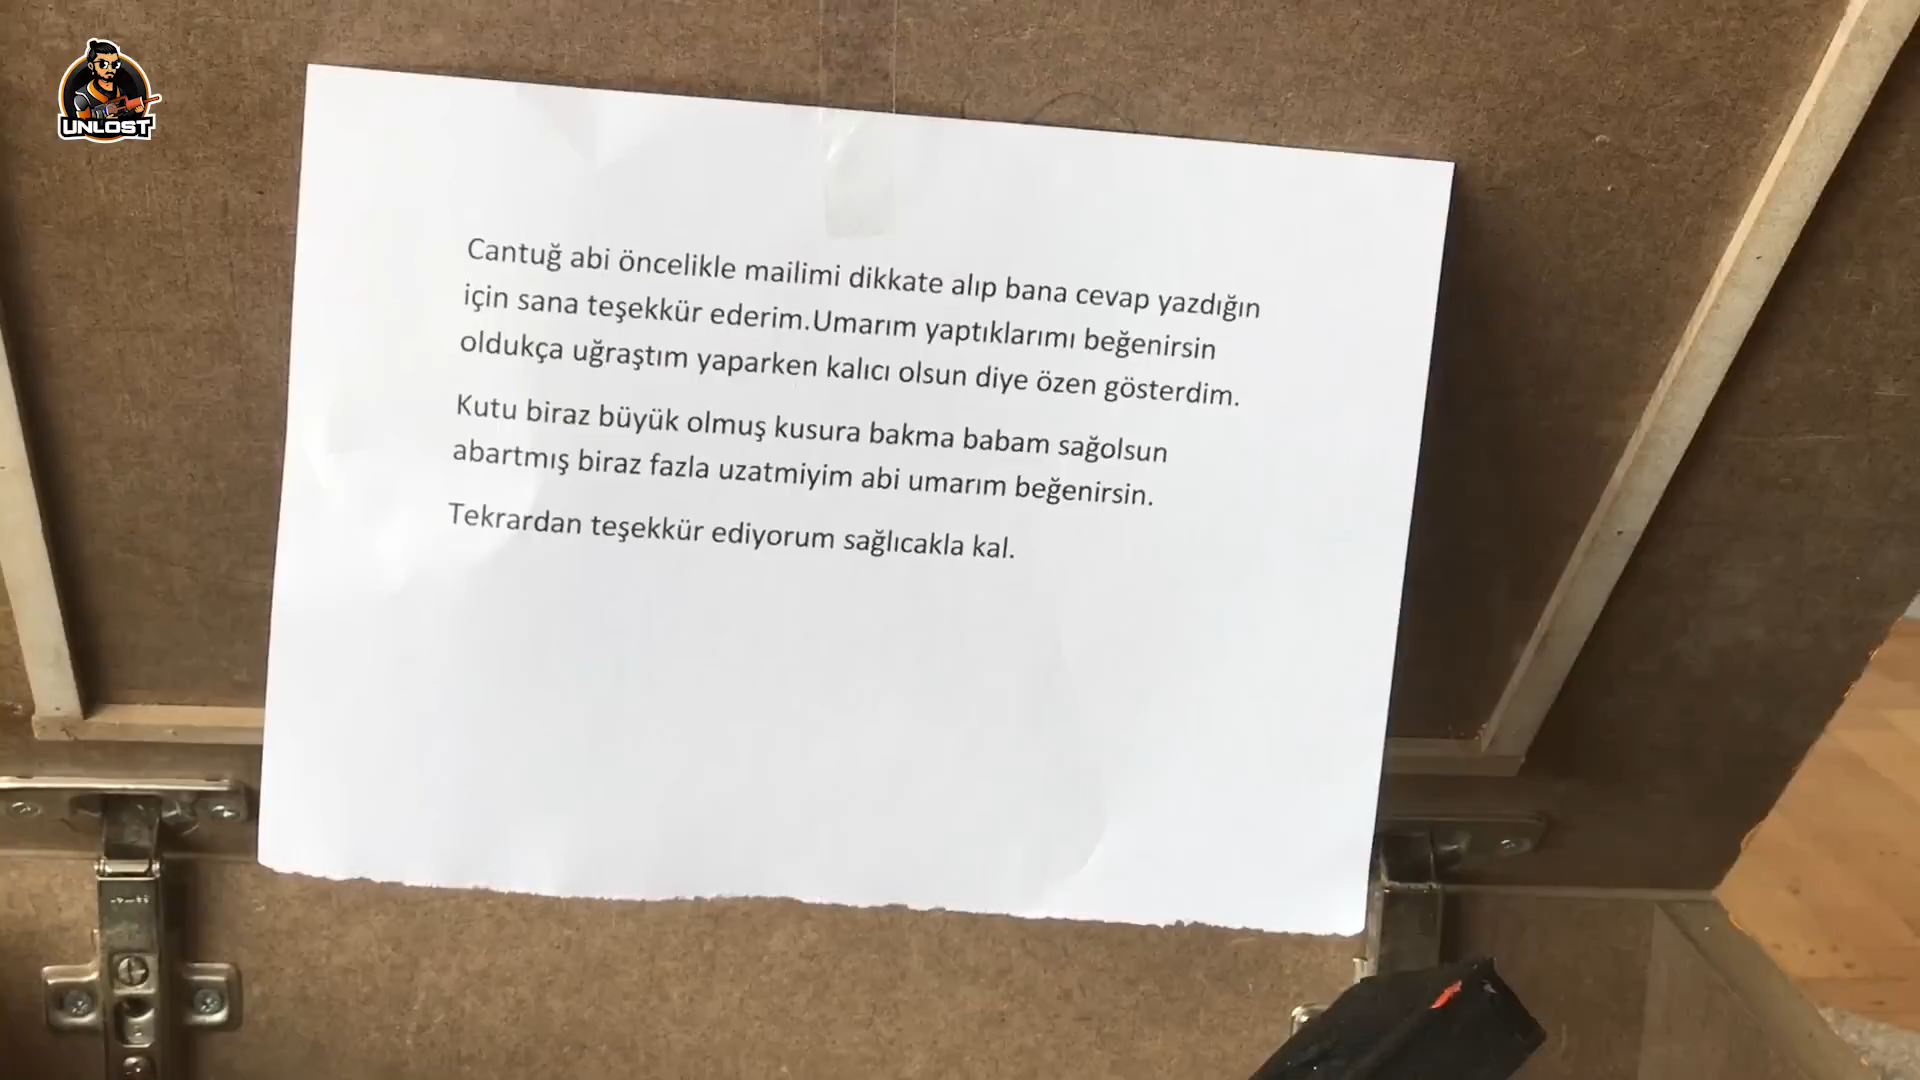 UNLOST
Cantuğ abi öncelikle mailimi dikkate alıp bana cevap yazdığın
için sana teşekkür ederim.Umarım yaptıklarımı beğenirsin
oldukça uğraştım yaparken kalıcı olsun diye özen gösterdim.
Kutu biraz büyük olmuş kusura bakma babam sağolsun
abartmış biraz fazla uzatmiyim abi umarım beğenirsin.
Tekrardan teşekkür ediyorum sağlıcakla kal.